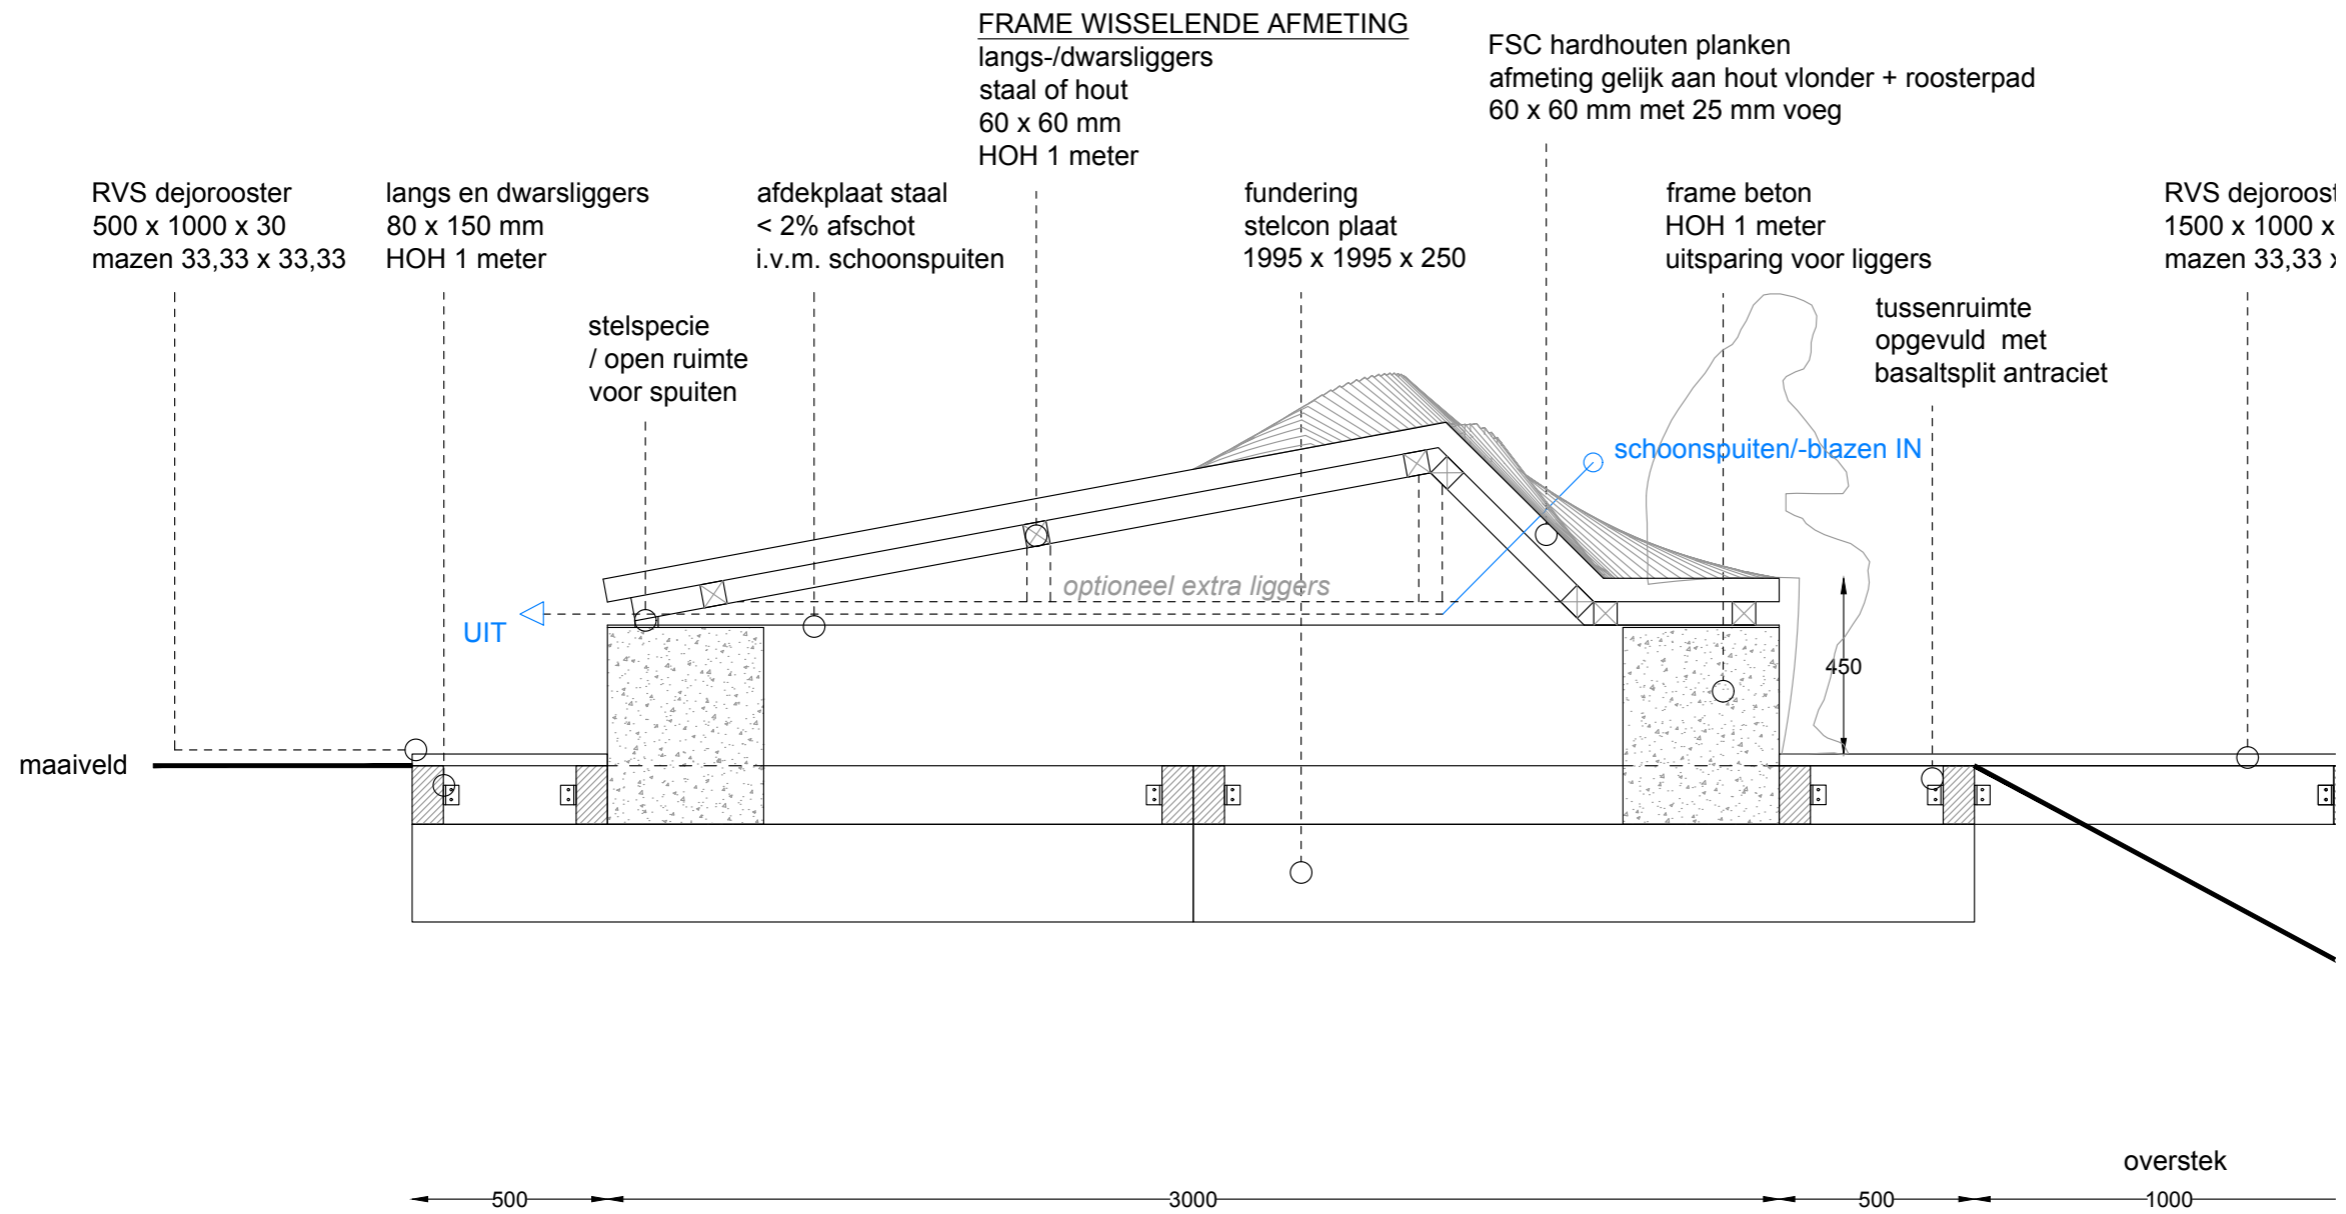 FRAME WISSELENDE AFMETING
langs-/dwarsliggers
staal of hout
60 x 60 mm
HOH 1 meter
FSC hardhouten planken
afmeting gelijk aan hout vlonder + roosterpad
60 x 60 mm met 25 mm voeg
RVS dejorooster
500 x 1000 x 30
mazen 33,33 x 33,33
langs en dwarsliggers
80 x 150 mm
HOH 1 meter
afdekplaat staal
< 2% afschot
i.v.m. schoonspuiten
fundering
stelcon plaat
1995 x 1995 x 250
frame beton
HOH 1 meter
uitsparing voor liggers
RVS dejoroost
1500 x 1000 x
mazen 33,33 x
stelspecie
/ open ruimte
voor spuiten
tussenruimte
opgevuld  met
basaltsplit antraciet
schoonspuiten/-blazen IN
optioneel extra liggers
UIT
450
maaiveld
overstek
500
3000
500
1000